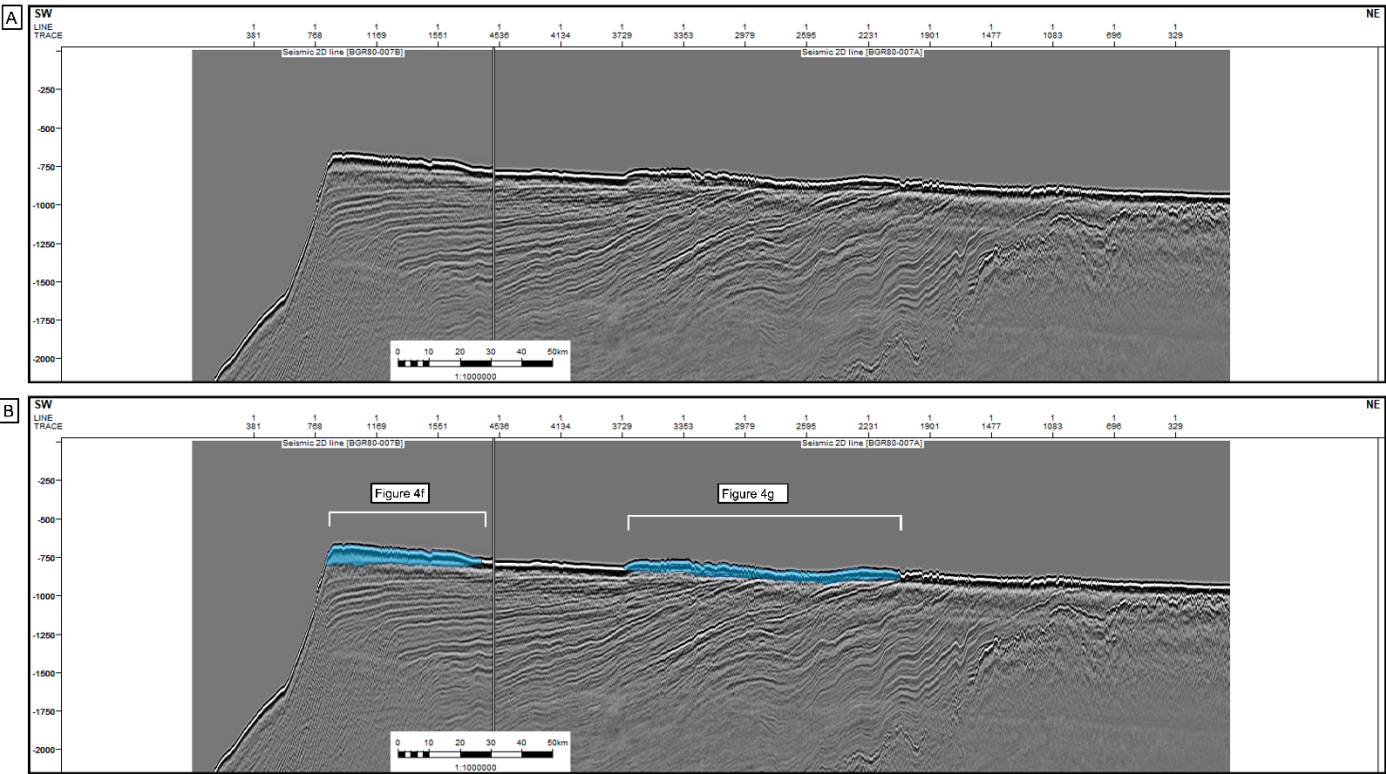 A
SW NE
LINE 1 1 1 1 1 1 1 1 1 1 1 1 1 1 1 1
TRACE 381 768 1169 1551 4536 4134 3729 3353 2979 2595 2231 1901 1477 1083 696 329
Seismic 2D line [BGR80-007B] Seismic 2D line [BGR80-007A]
-250
-500
-750
-1000
-1250
-1500
-1750
-2000
0 10 20 30 40 50km
1:1000000
B
SW NE
LINE 1 1 1 1 1 1 1 1 1 1 1 1 1 1 1 1
TRACE 381 768 1169 1551 4536 4134 3729 3353 2979 2595 2231 1901 1477 1083 696 329
Seismic 2D line [BGR80-007B] Seismic 2D line [BGR80-007A]
-250
Figure 4f Figure 4g
-500
-750
-1000
-1250
-1500
-1750
-2000
0 10 20 30 40 50km
1:1000000